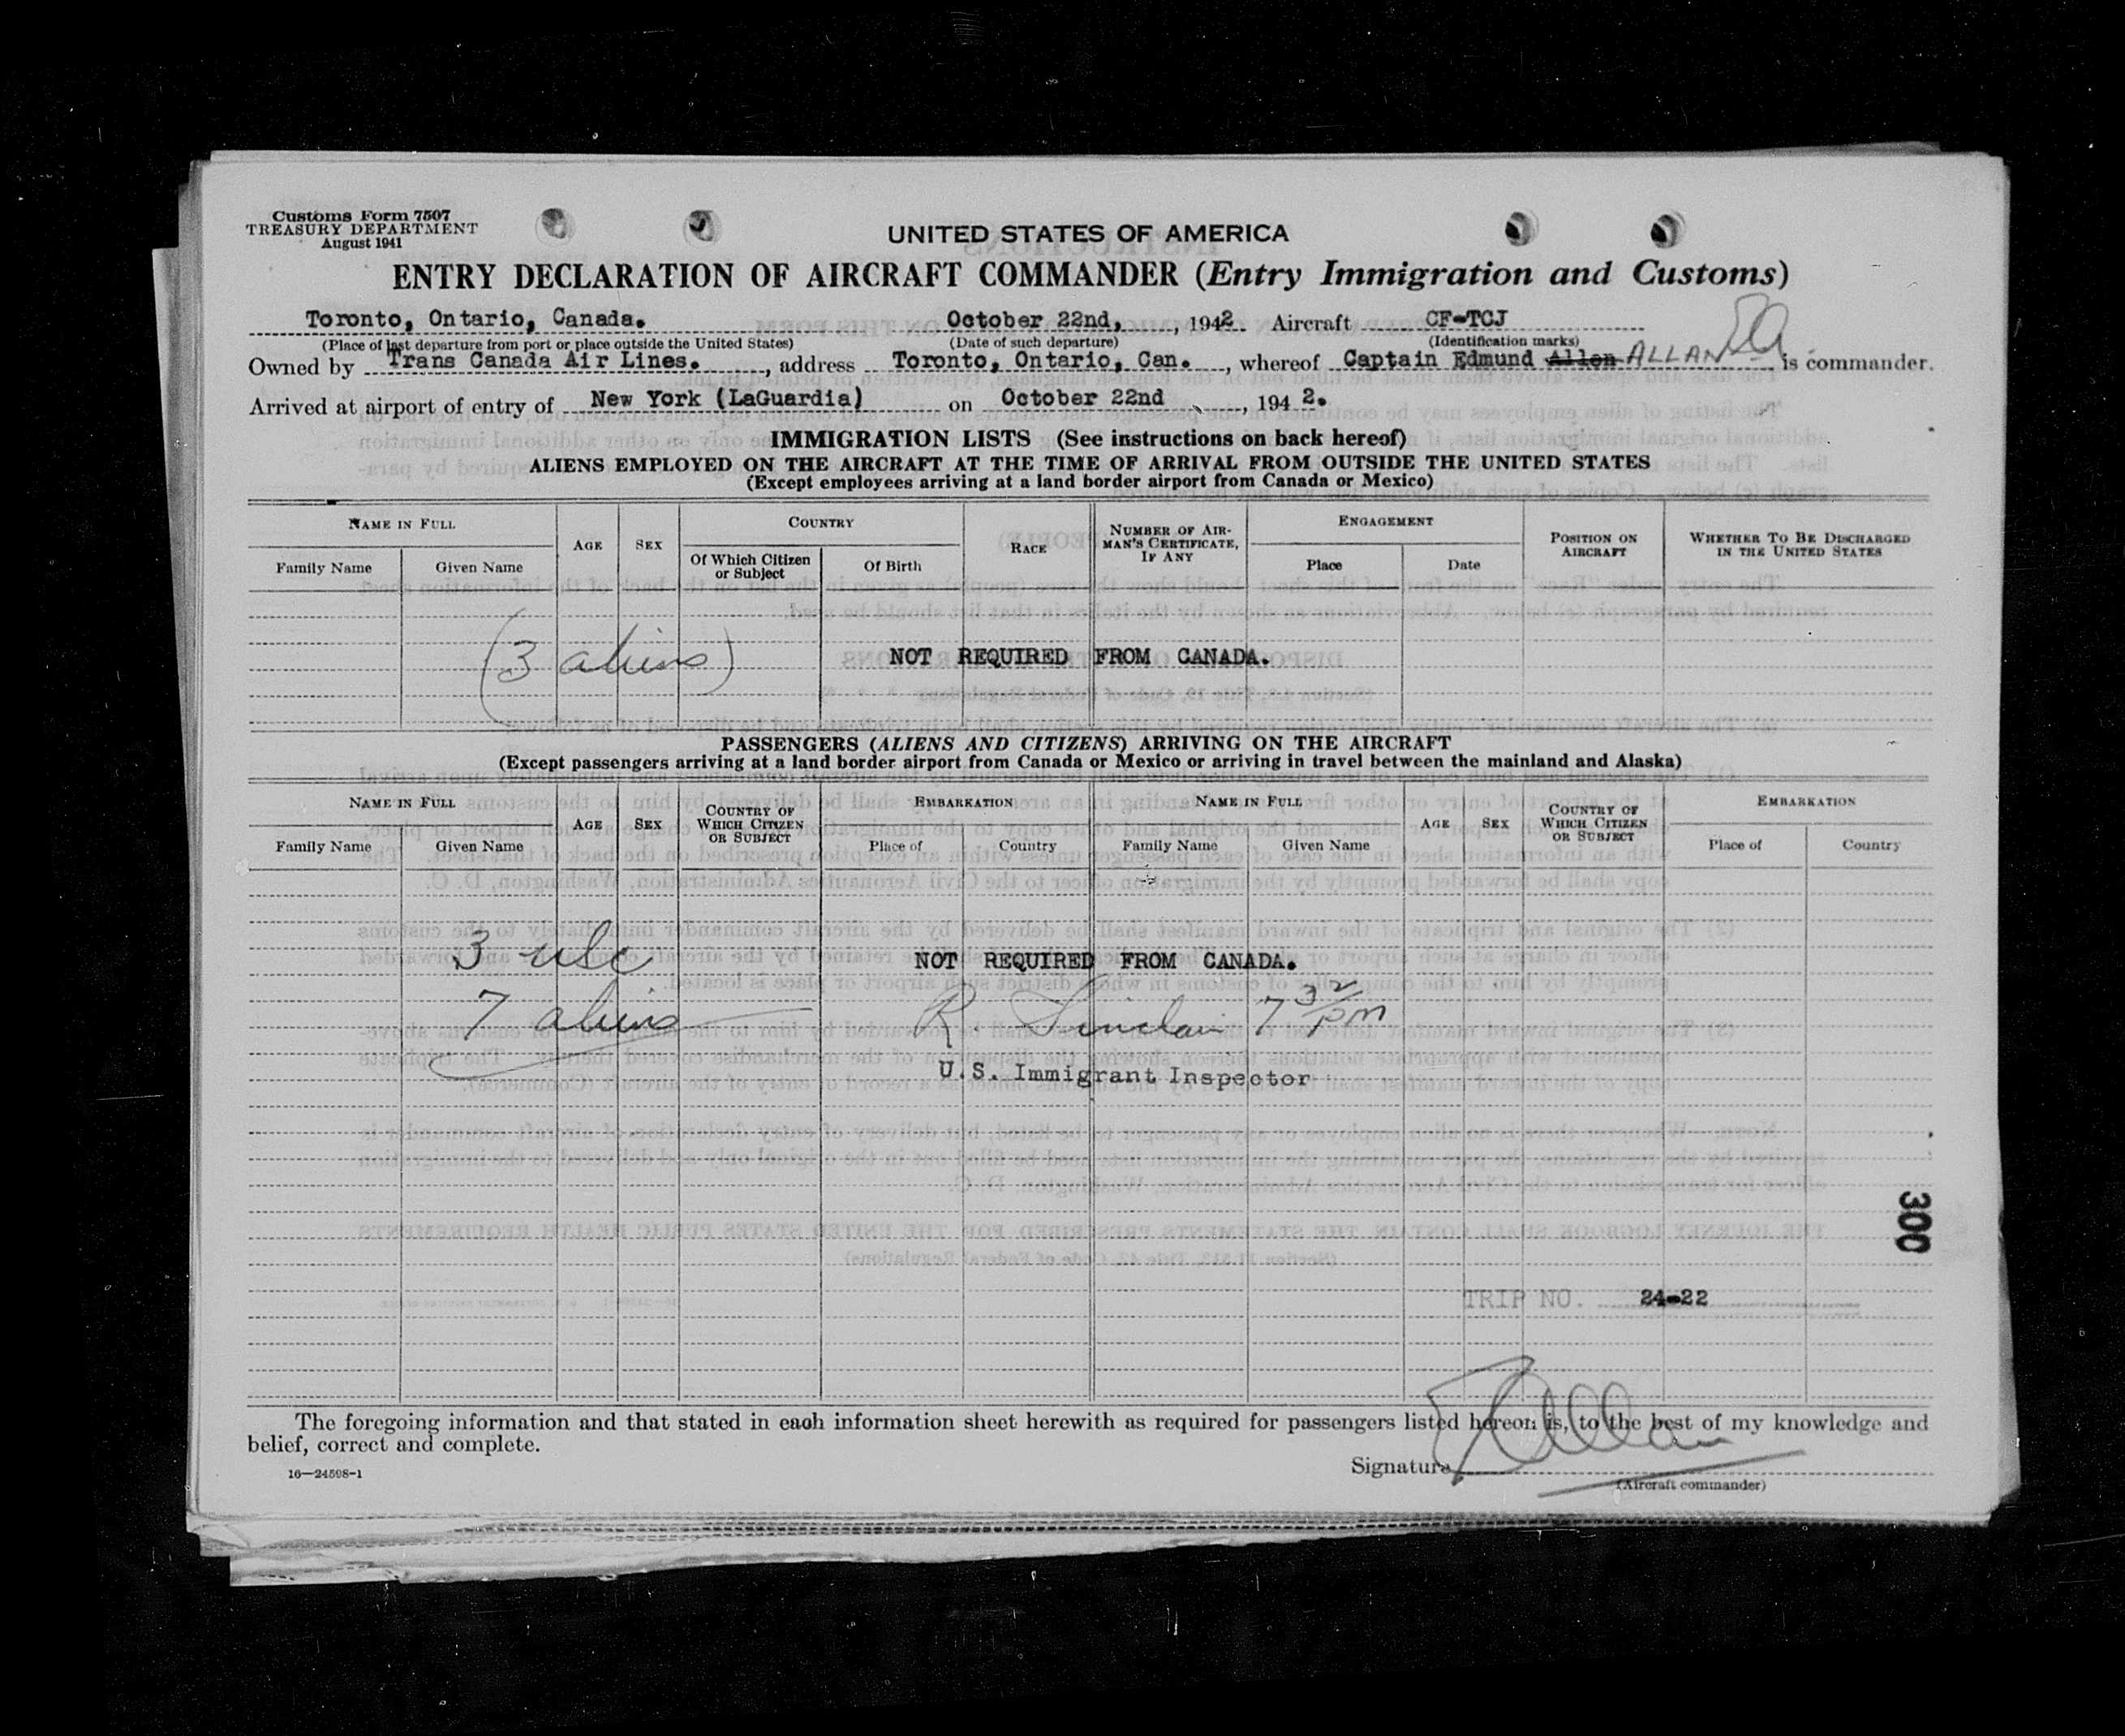 Customs Form 7507
TREASURY DEPARTMENT
August 1941
UNITED STATES OF AMERICA
ENTRY DECLARATION OF AIRCRAFT COMMANDER (Entry Immigration and Customs)
Toronto, Ontario, Canada. October 22nd, , 1942 Aircraft CF-TCJ
(Place of last departure from port or place outside the United States) (Date of such departure) (Identification marks)
Owned by Trans Canada Air Lines. , address Toronto, Ontario, Can. , whereof Captain Edmund Allen ALLAN EA is commander.
Arrived at airport of entry of New York (LaGuardia) on October 22nd , 194 2.
IMMIGRATION LISTS (See instructions on back hereof)
ALIENS EMPLOYED ON THE AIRCRAFT AT THE TIME OF ARRIVAL FROM OUTSIDE THE UNITED STATES
(Except employees arriving at a land border airport from Canada or Mexico)
NAME IN FULL AGE SEX COUNTRY RACE NUMBER OF AIRMAN'S CERTIFICATE, IF ANY ENGAGEMENT POSITION ON AIRCRAFT WHETHER TO BE DISCHARGED IN THE UNITED STATES
Family Name Given Name Of Which Citizen or Subject Of Birth Place Date
(3 aliens) NOT REQUIRED FROM CANADA.
PASSENGERS (ALIENS AND CITIZENS) ARRIVING ON THE AIRCRAFT
(Except passengers arriving at a land border airport from Canada or Mexico or arriving in travel between the mainland and Alaska)
NAME IN FULL AGE SEX COUNTRY OF WHICH CITIZEN OR SUBJECT EMBARKATION NAME IN FULL AGE SEX COUNTRY OF WHICH CITIZEN OR SUBJECT EMBARKATION
Family Name Given Name Place of Country Family Name Given Name Place of Country
3 usc NOT REQUIRED FROM CANADA.
7 aliens R. Sinclair 7 32 pm
U.S. Immigrant Inspector
300
TRIP NO. 24-22
The foregoing information and that stated in each information sheet herewith as required for passengers listed hereon is, to the best of my knowledge and
belief, correct and complete.
16—24598-1
Signature EAllan
(Aircraft commander)